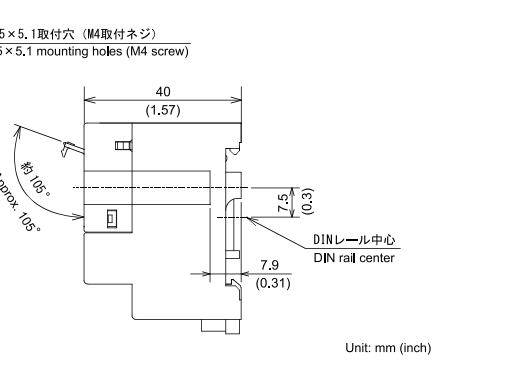 5×5.1取付穴（M4取付ネジ）
5×5.1 mounting holes (M4 screw)
40
(1.57)
約 105°
Approx. 105°
7.5
(0.3)
DINレール中心
DIN rail center
7.9
(0.31)
Unit: mm (inch)